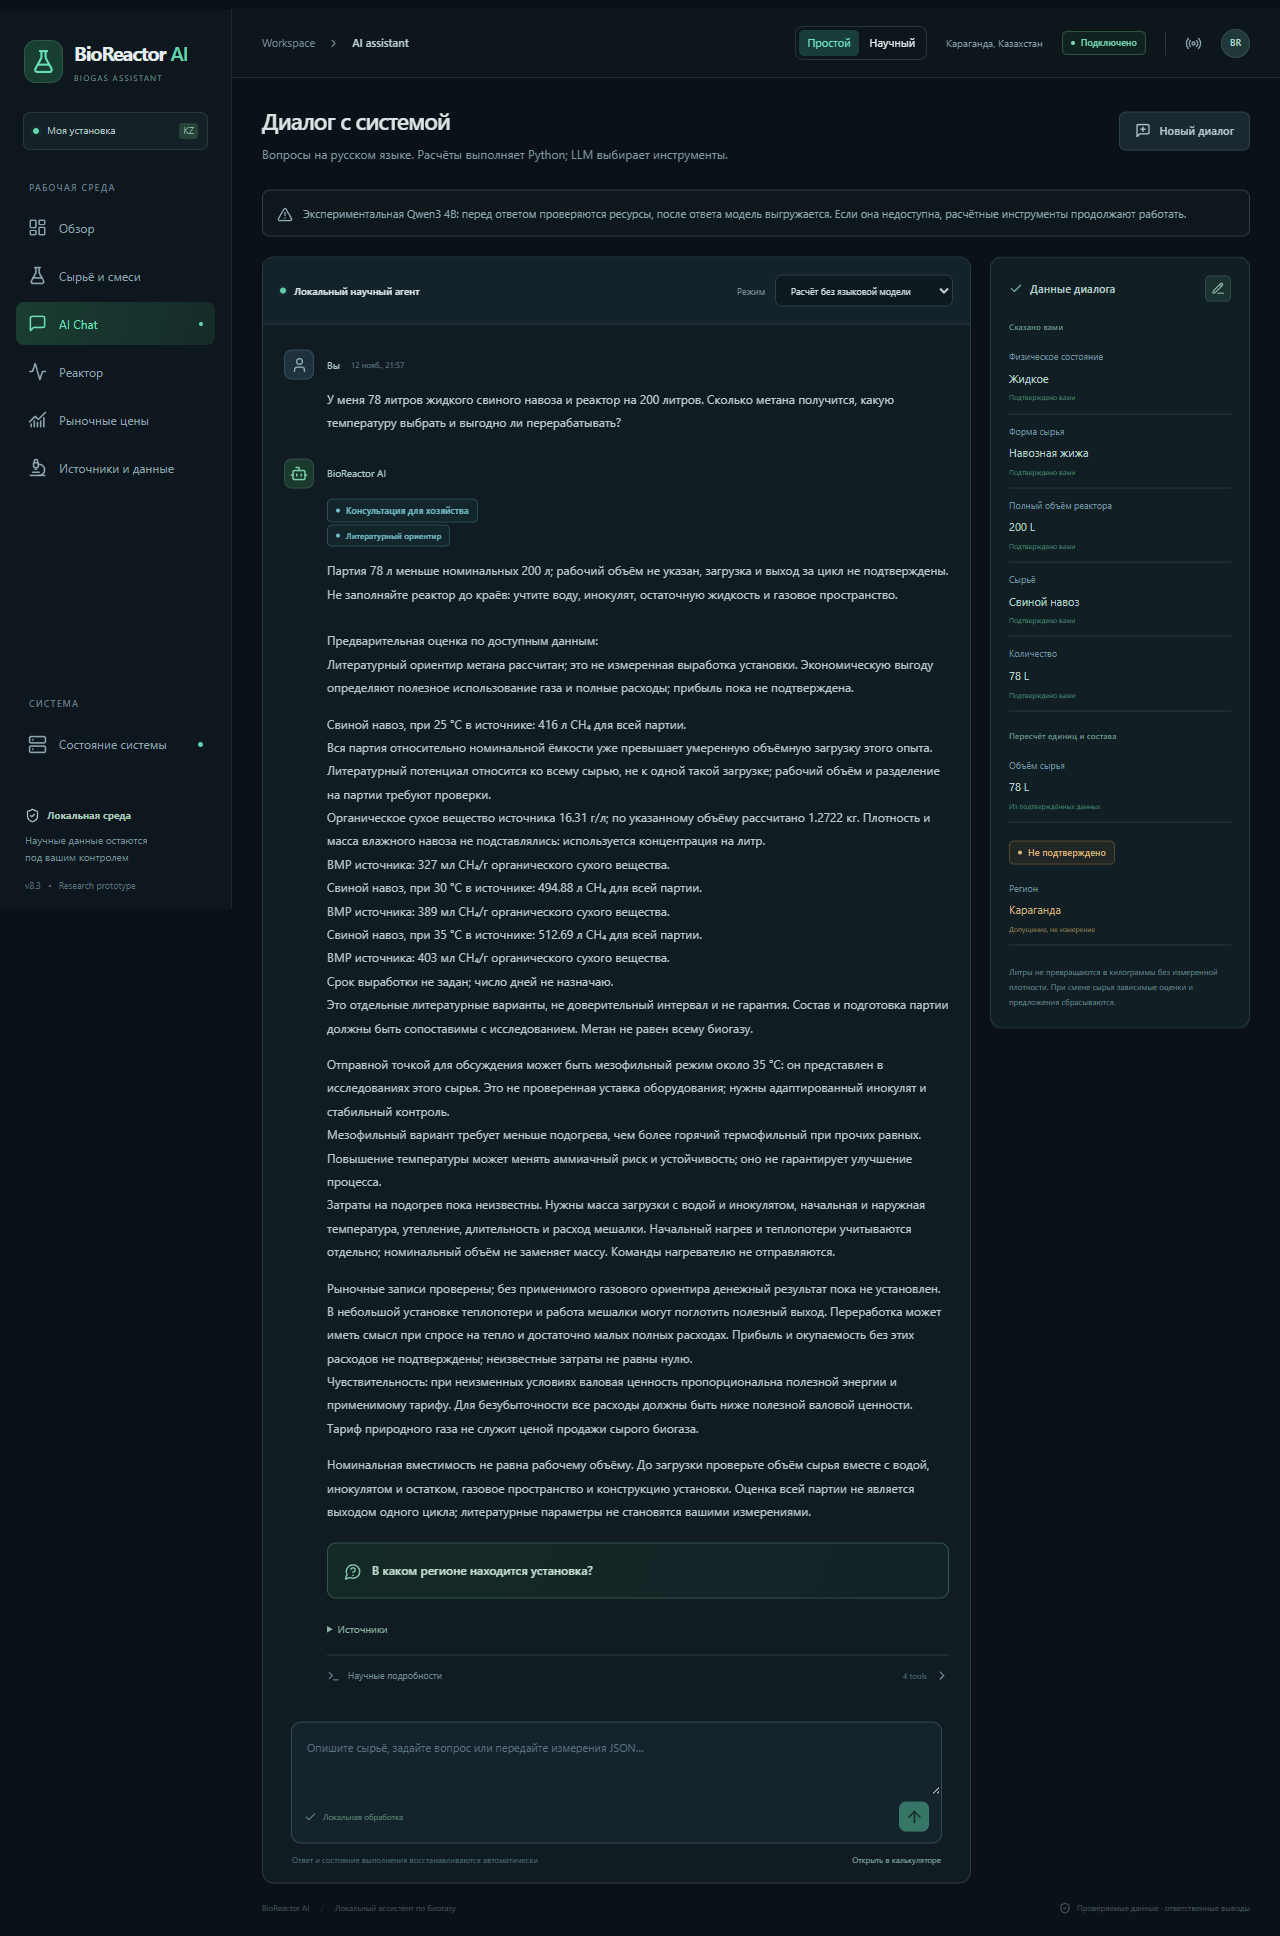 BioReactor AI
BIOGAS ASSISTANT
Моя установка
KZ
РАБОЧАЯ СРЕДА
Обзор
Сырьё и смеси
AI Chat
Реактор
Рыночные цены
Источники и данные
СИСТЕМА
Состояние системы
Локальная среда
Научные данные остаются
под вашим контролем
v8.3 • Research prototype
Workspace > AI assistant
Простой
Научный
Караганда, Казахстан
Подключено
BR
Диалог с системой
Вопросы на русском языке. Расчёты выполняет Python; LLM выбирает инструменты.
Новый диалог
Экспериментальная Qwen3 4B: перед ответом проверяются ресурсы, после ответа модель выгружается. Если она недоступна, расчётные инструменты продолжают работать.
Локальный научный агент
Режим
Расчёт без языковой модели
Вы 12 нояб., 21:57
У меня 78 литров жидкого свиного навоза и реактор на 200 литров. Сколько метана получится, какую
температуру выбрать и выгодно ли перерабатывать?
BioReactor AI
Консультация для хозяйства
Литературный ориентир
Партия 78 л меньше номинальных 200 л; рабочий объём не указан, загрузка и выход за цикл не подтверждены.
Не заполняйте реактор до краёв: учтите воду, инокулят, остаточную жидкость и газовое пространство.
Предварительная оценка по доступным данным:
Литературный ориентир метана рассчитан; это не измеренная выработка установки. Экономическую выгоду
определяют полезное использование газа и полные расходы; прибыль пока не подтверждена.
Свиной навоз, при 25 °C в источнике: 416 л CH₄ для всей партии.
Вся партия относительно номинальной ёмкости уже превышает умеренную объёмную загрузку этого опыта.
Литературный потенциал относится ко всему сырью, не к одной такой загрузке; рабочий объём и разделение
на партии требуют проверки.
Органическое сухое вещество источника 16.31 г/л; по указанному объёму рассчитано 1.2722 кг. Плотность и
масса влажного навоза не подставлялись: используется концентрация на литр.
BMP источника: 327 мл CH₄/г органического сухого вещества.
Свиной навоз, при 30 °C в источнике: 494.88 л CH₄ для всей партии.
BMP источника: 389 мл CH₄/г органического сухого вещества.
Свиной навоз, при 35 °C в источнике: 512.69 л CH₄ для всей партии.
BMP источника: 403 мл CH₄/г органического сухого вещества.
Срок выработки не задан; число дней не назначаю.
Это отдельные литературные варианты, не доверительный интервал и не гарантия. Состав и подготовка партии
должны быть сопоставимы с исследованием. Метан не равен всему биогазу.
Отправной точкой для обсуждения может быть мезофильный режим около 35 °C: он представлен в
исследованиях этого сырья. Это не проверенная уставка оборудования; нужны адаптированный инокулят и
стабильный контроль.
Мезофильный вариант требует меньше подогрева, чем более горячий термофильный при прочих равных.
Повышение температуры может менять аммиачный риск и устойчивость; оно не гарантирует улучшение
процесса.
Затраты на подогрев пока неизвестны. Нужны масса загрузки с водой и инокулятом, начальная и наружная
температура, утепление, длительность и расход мешалки. Начальный нагрев и теплопотери учитываются
отдельно; номинальный объём не заменяет массу. Команды нагревателю не отправляются.
Рыночные записи проверены; без применимого газового ориентира денежный результат пока не установлен.
В небольшой установке теплопотери и работа мешалки могут поглотить полезный выход. Переработка может
иметь смысл при спросе на тепло и достаточно малых полных расходах. Прибыль и окупаемость без этих
расходов не подтверждены; неизвестные затраты не равны нулю.
Чувствительность: при неизменных условиях валовая ценность пропорциональна полезной энергии и
применимому тарифу. Для безубыточности все расходы должны быть ниже полезной валовой ценности.
Тариф природного газа не служит ценой продажи сырого биогаза.
Номинальная вместимость не равна рабочему объёму. До загрузки проверьте объём сырья вместе с водой,
инокулятом и остатком, газовое пространство и конструкцию установки. Оценка всей партии не является
выходом одного цикла; литературные параметры не становятся вашими измерениями.
В каком регионе находится установка?
Источники
Научные подробности
4 tools
Опишите сырьё, задайте вопрос или передайте измерения JSON...
Локальная обработка
Ответ и состояние выполнения восстанавливаются автоматически
Открыть в калькуляторе
Данные диалога
Сказано вами
Физическое состояние
Жидкое
Подтверждено вами
Форма сырья
Навозная жижа
Подтверждено вами
Полный объём реактора
200 L
Подтверждено вами
Сырьё
Свиной навоз
Подтверждено вами
Количество
78 L
Подтверждено вами
Пересчёт единиц и состава
Объём сырья
78 L
Из подтверждённых данных
Не подтверждено
Регион
Караганда
Допущение, не измерение
Литры не превращаются в килограммы без измеренной
плотности. При смене сырья зависимые оценки и
предложения сбрасываются.
BioReactor AI / Локальный ассистент по биогазу
Проверяемые данные · ответственные выводы